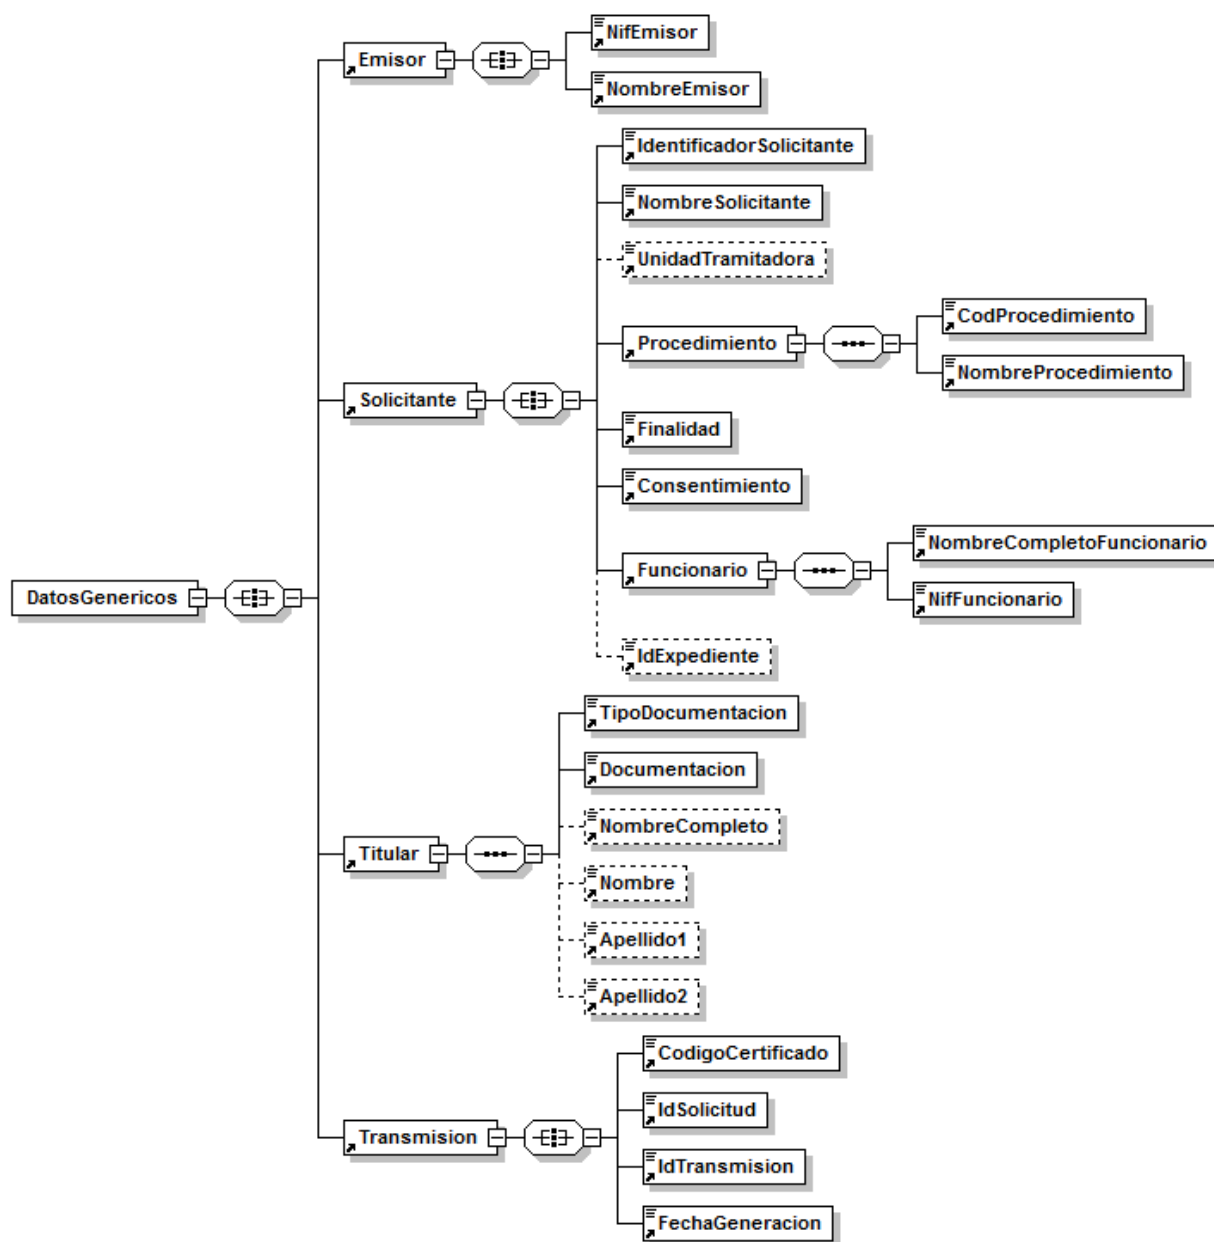 Emisor
NifEmisor
NombreEmisor
IdentificadorSolicitante
NombreSolicitante
UnidadTramitadora
Procedimiento
CodProcedimiento
NombreProcedimiento
Solicitante
Finalidad
Consentimiento
Funcionario
NombreCompletoFuncionario
NifFuncionario
DatosGenericos
IdExpediente
TipoDocumentacion
Documentacion
NombreCompleto
Titular
Nombre
Apellido1
Apellido2
CodigoCertificado
IdSolicitud
Transmision
IdTransmision
FechaGeneracion